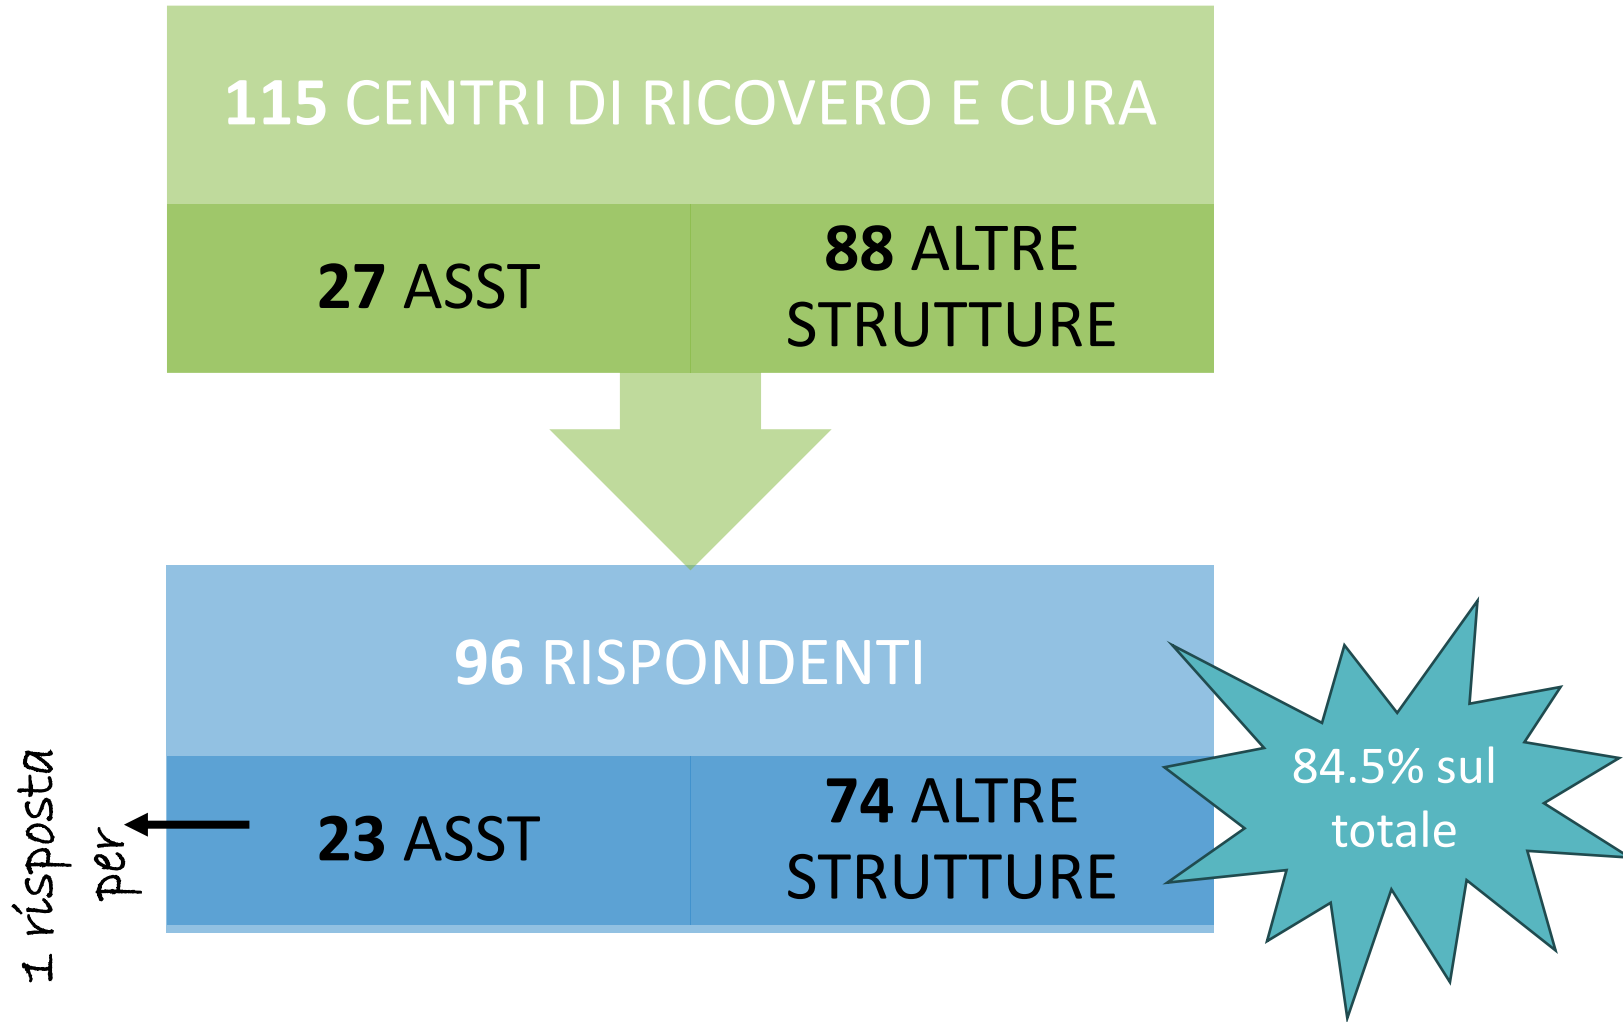 115 CENTRI DI RICOVERO E CURA
27 ASST
88 ALTRE
STRUTTURE
96 RISPONDENTI
23 ASST
74 ALTRE
STRUTTURE
84.5% sul
totale
1 risposta
per